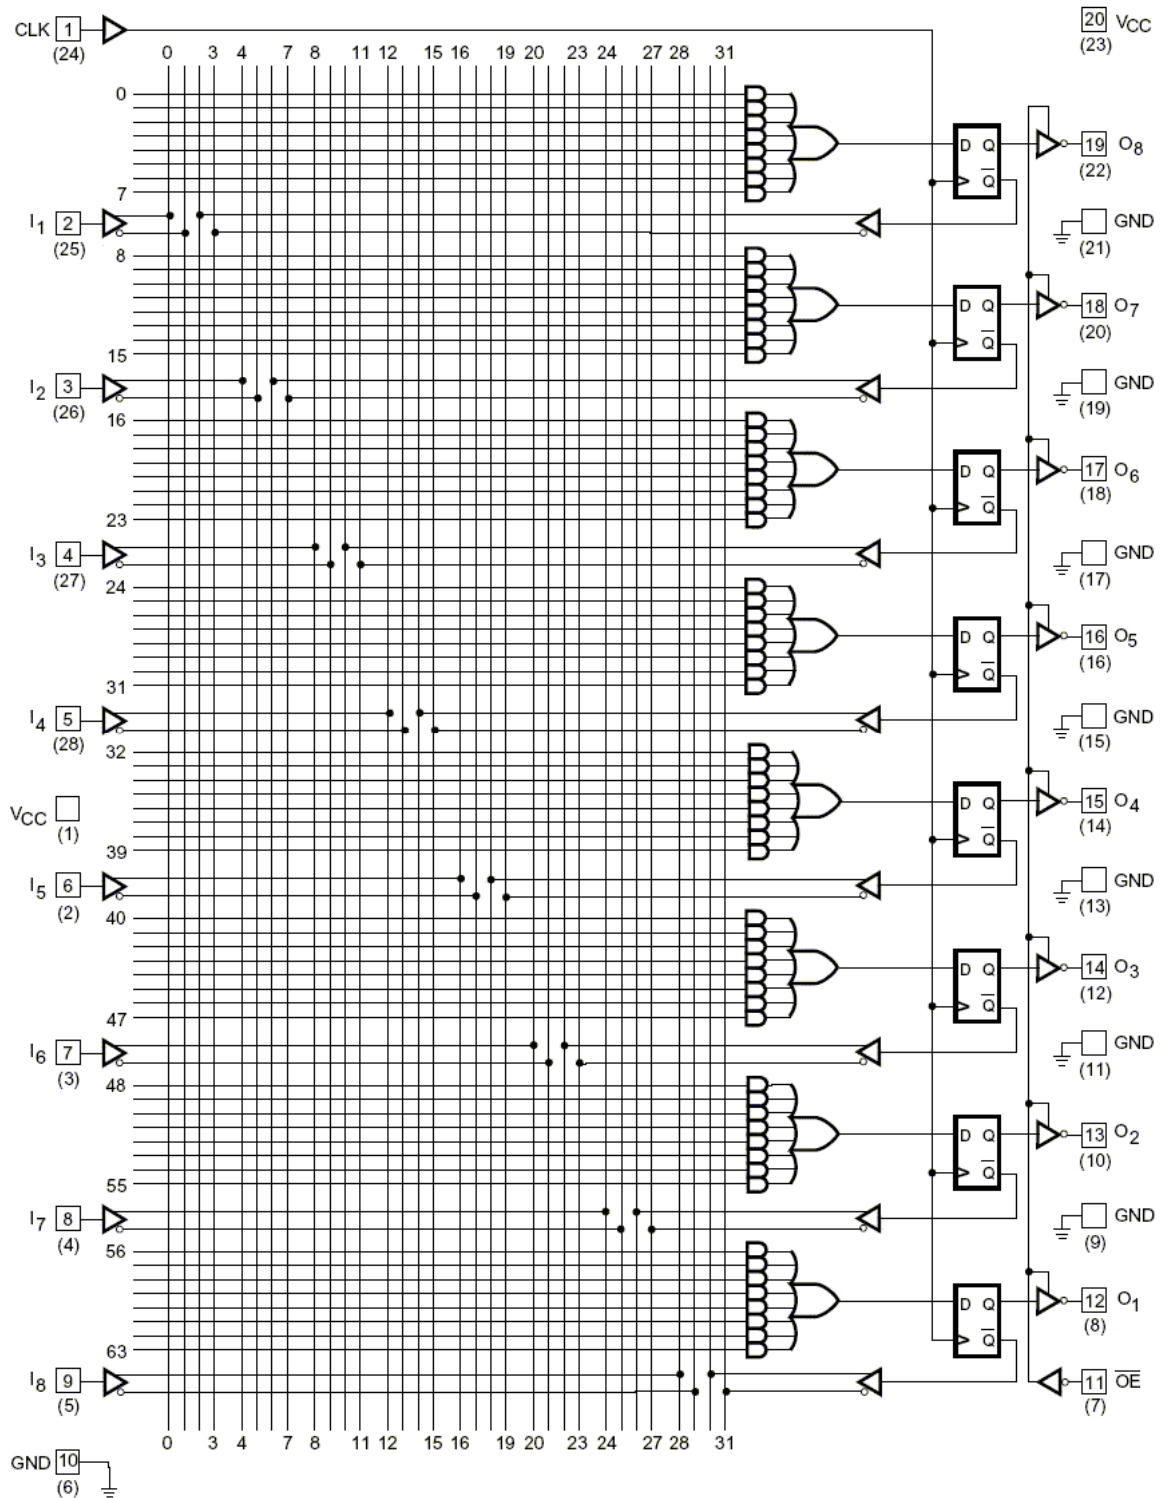 CLK 1 20 VCC
(24) (23)
0 3 4 7 8 11 12 15 16 19 20 23 24 27 28 31
0
D Q 19 O8
Q̅ (22)
7
I1 2 GND
(25) (21)
8
D Q 18 O7
Q̅ (20)
15
I2 3 GND
(26) (19)
16
D Q 17 O6
Q̅ (18)
23
I3 4 GND
(27) (17)
24
D Q 16 O5
Q̅ (16)
31
I4 5 GND
(28) (15)
32
VCC D Q 15 O4
(1) Q̅ (14)
39
I5 6 GND
(2) (13)
40
D Q 14 O3
Q̅ (12)
47
I6 7 GND
(3) (11)
48
D Q 13 O2
Q̅ (10)
55
I7 8 GND
(4) (9)
56
D Q 12 O1
Q̅ (8)
63
I8 9 11 O̅E̅
(5) (7)
0 3 4 7 8 11 12 15 16 19 20 23 24 27 28 31
GND 10
(6)